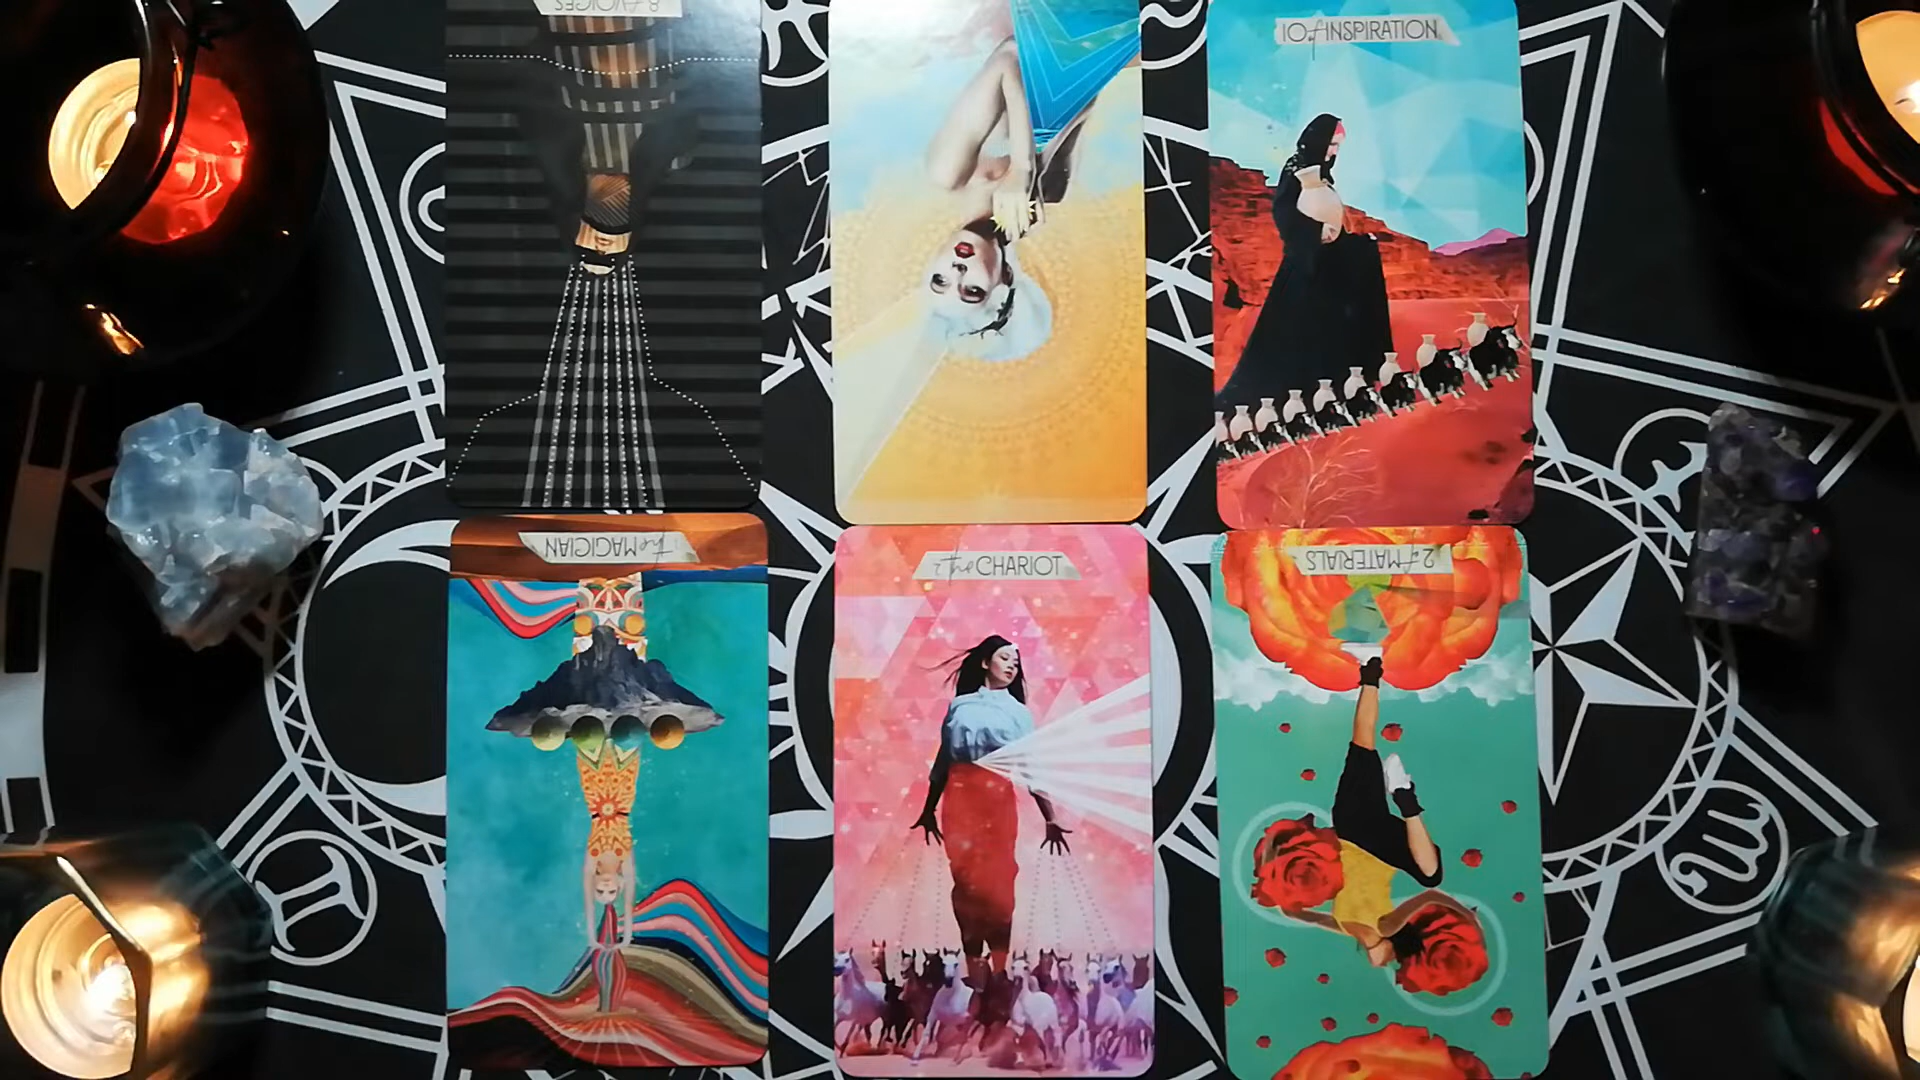 8 of VOICES
10 of INSPIRATION
the MAGICIAN
the CHARIOT
2 of MATERIALS